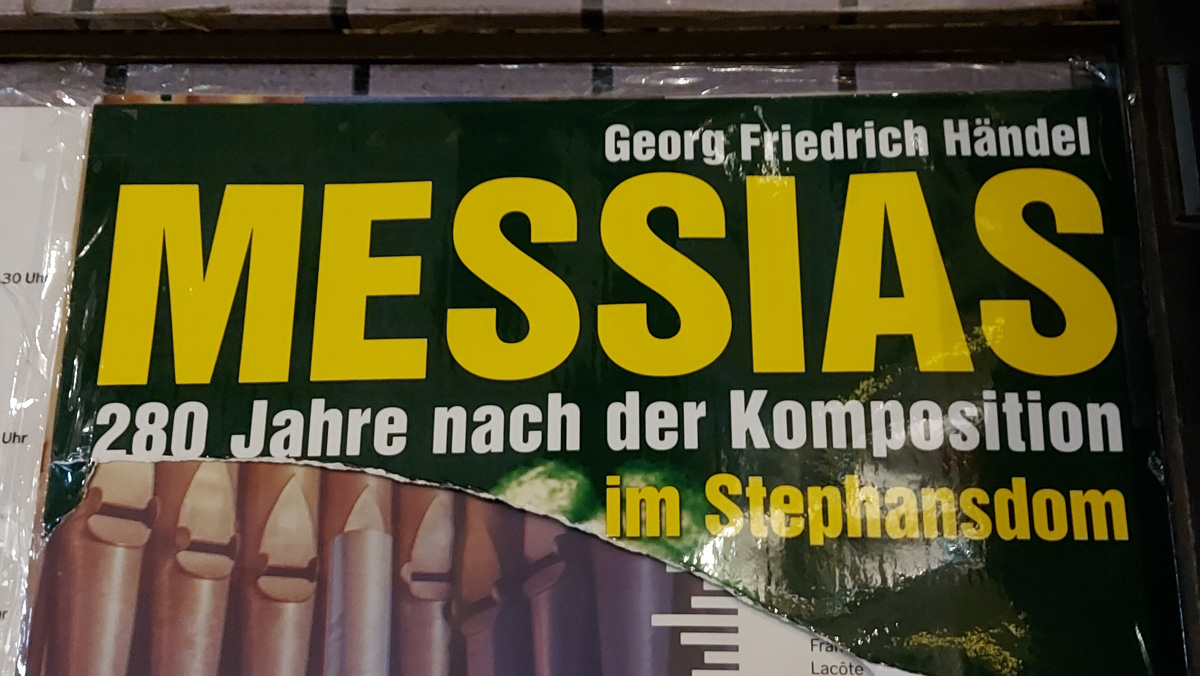 Georg Friedrich Händel
MESSIAS
280 Jahre nach der Komposition
im Stephansdom
.30 Uhr
Uhr
Lacôte